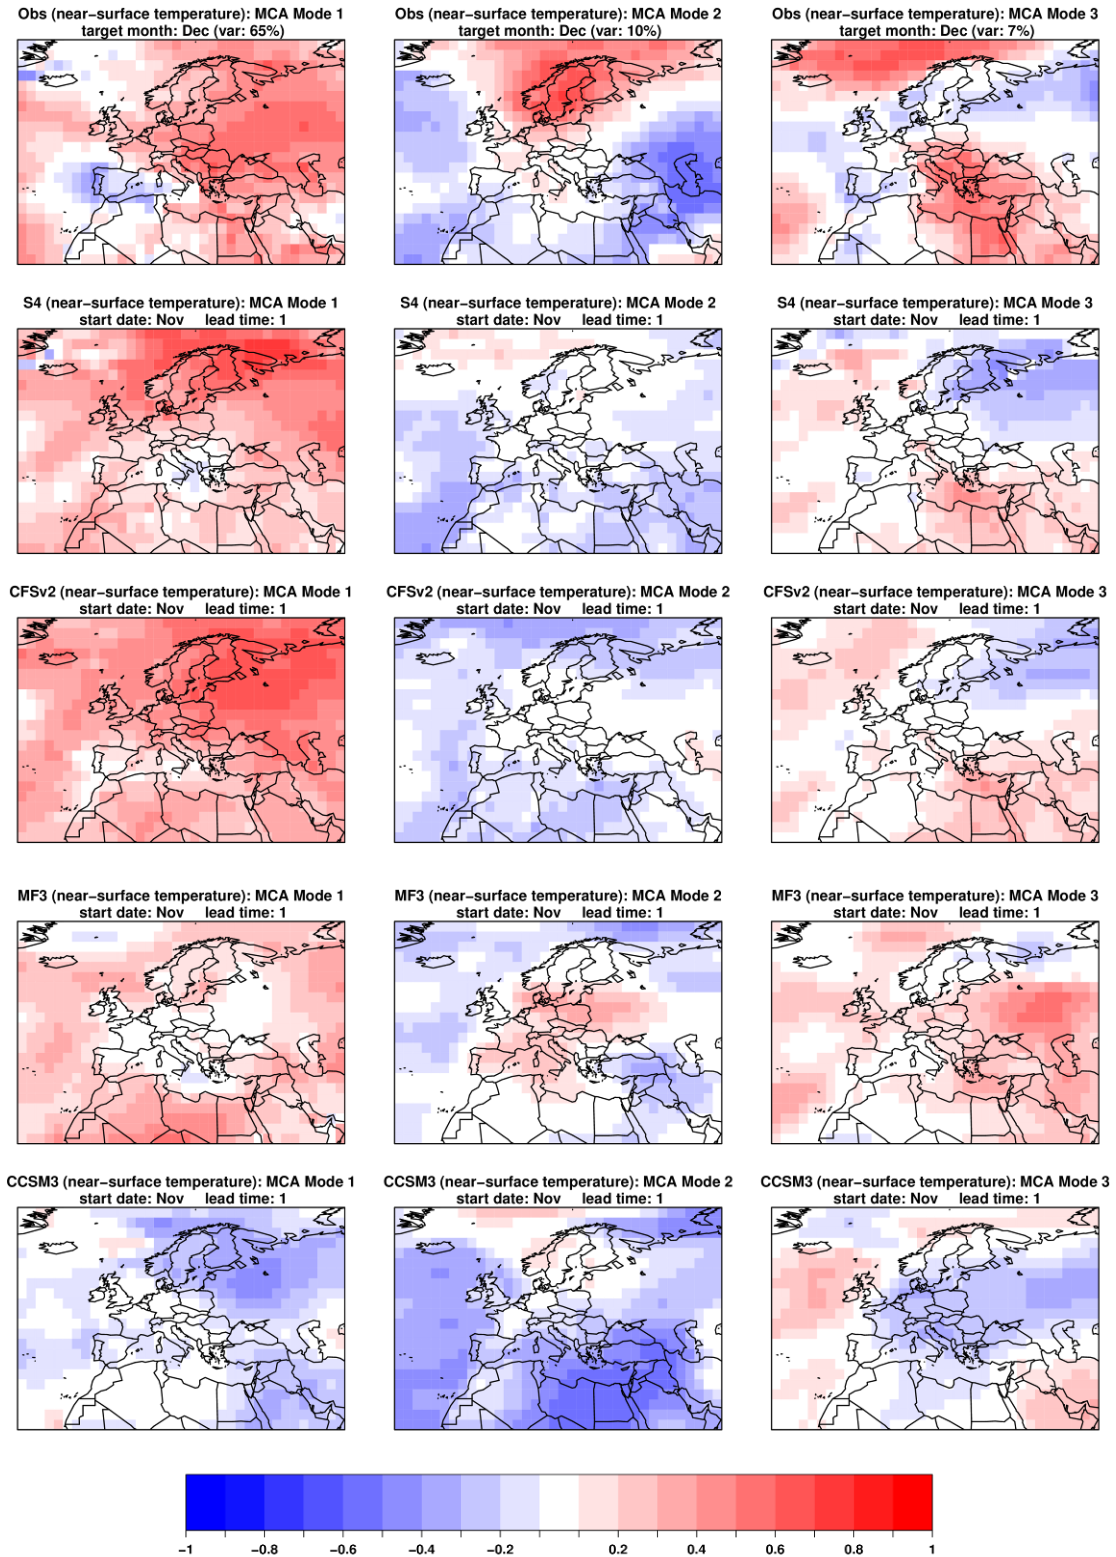 Obs (near−surface temperature): MCA Mode 1
target month: Dec (var: 65%)
Obs (near−surface temperature): MCA Mode 2
target month: Dec (var: 10%)
Obs (near−surface temperature): MCA Mode 3
target month: Dec (var: 7%)
S4 (near−surface temperature): MCA Mode 1
start date: Nov lead time: 1
S4 (near−surface temperature): MCA Mode 2
start date: Nov lead time: 1
S4 (near−surface temperature): MCA Mode 3
start date: Nov lead time: 1
CFSv2 (near−surface temperature): MCA Mode 1
start date: Nov lead time: 1
CFSv2 (near−surface temperature): MCA Mode 2
start date: Nov lead time: 1
CFSv2 (near−surface temperature): MCA Mode 3
start date: Nov lead time: 1
MF3 (near−surface temperature): MCA Mode 1
start date: Nov lead time: 1
MF3 (near−surface temperature): MCA Mode 2
start date: Nov lead time: 1
MF3 (near−surface temperature): MCA Mode 3
start date: Nov lead time: 1
CCSM3 (near−surface temperature): MCA Mode 1
start date: Nov lead time: 1
CCSM3 (near−surface temperature): MCA Mode 2
start date: Nov lead time: 1
CCSM3 (near−surface temperature): MCA Mode 3
start date: Nov lead time: 1
−1 −0.8 −0.6 −0.4 −0.2 0.2 0.4 0.6 0.8 1